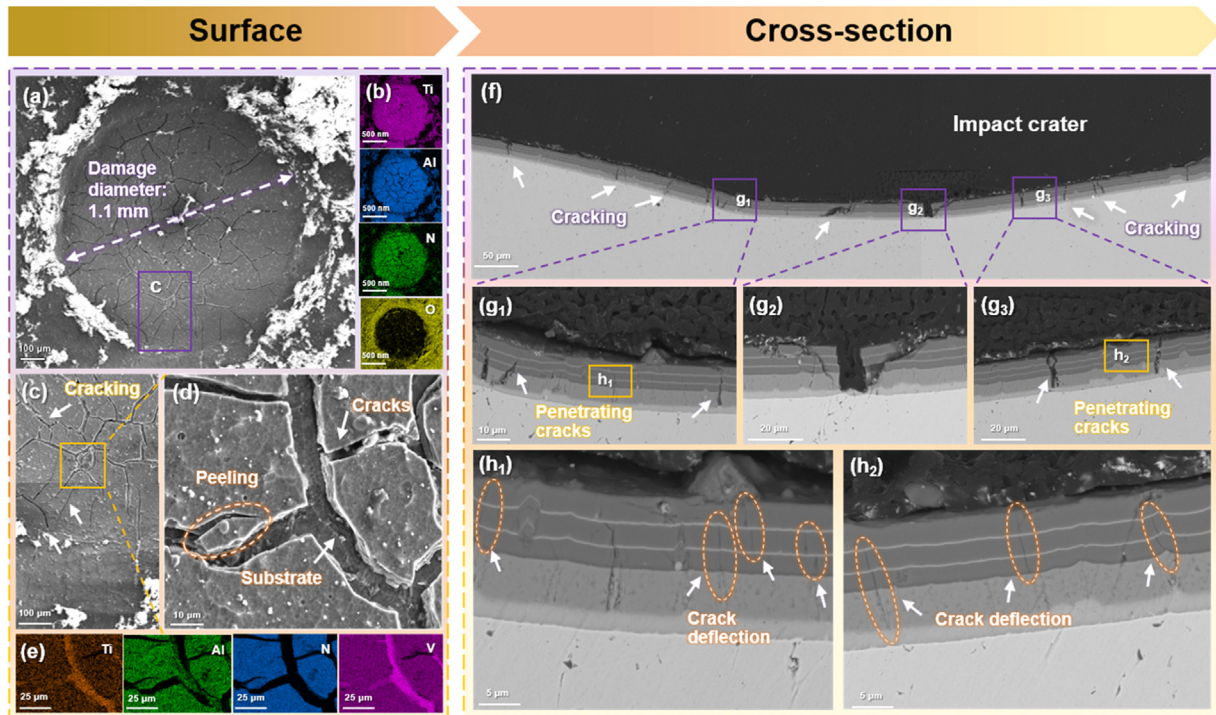 Surface
Cross-section
(a)
Damage
diameter:
1.1 mm
c
100 μm
(b)
Ti
500 nm
Al
500 nm
N
500 nm
O
500 nm
(c)
Cracking
100 μm
(d)
Cracks
Peeling
Substrate
10 μm
(e)
Ti
25 μm
Al
25 μm
N
25 μm
V
25 μm
(f)
Impact crater
Cracking
g₁
g₂
g₃
Cracking
50 μm
(g₁)
h₁
Penetrating
cracks
10 μm
(g₂)
20 μm
(g₃)
h₂
Penetrating
cracks
20 μm
(h₁)
Crack
deflection
5 μm
(h₂)
Crack deflection
5 μm